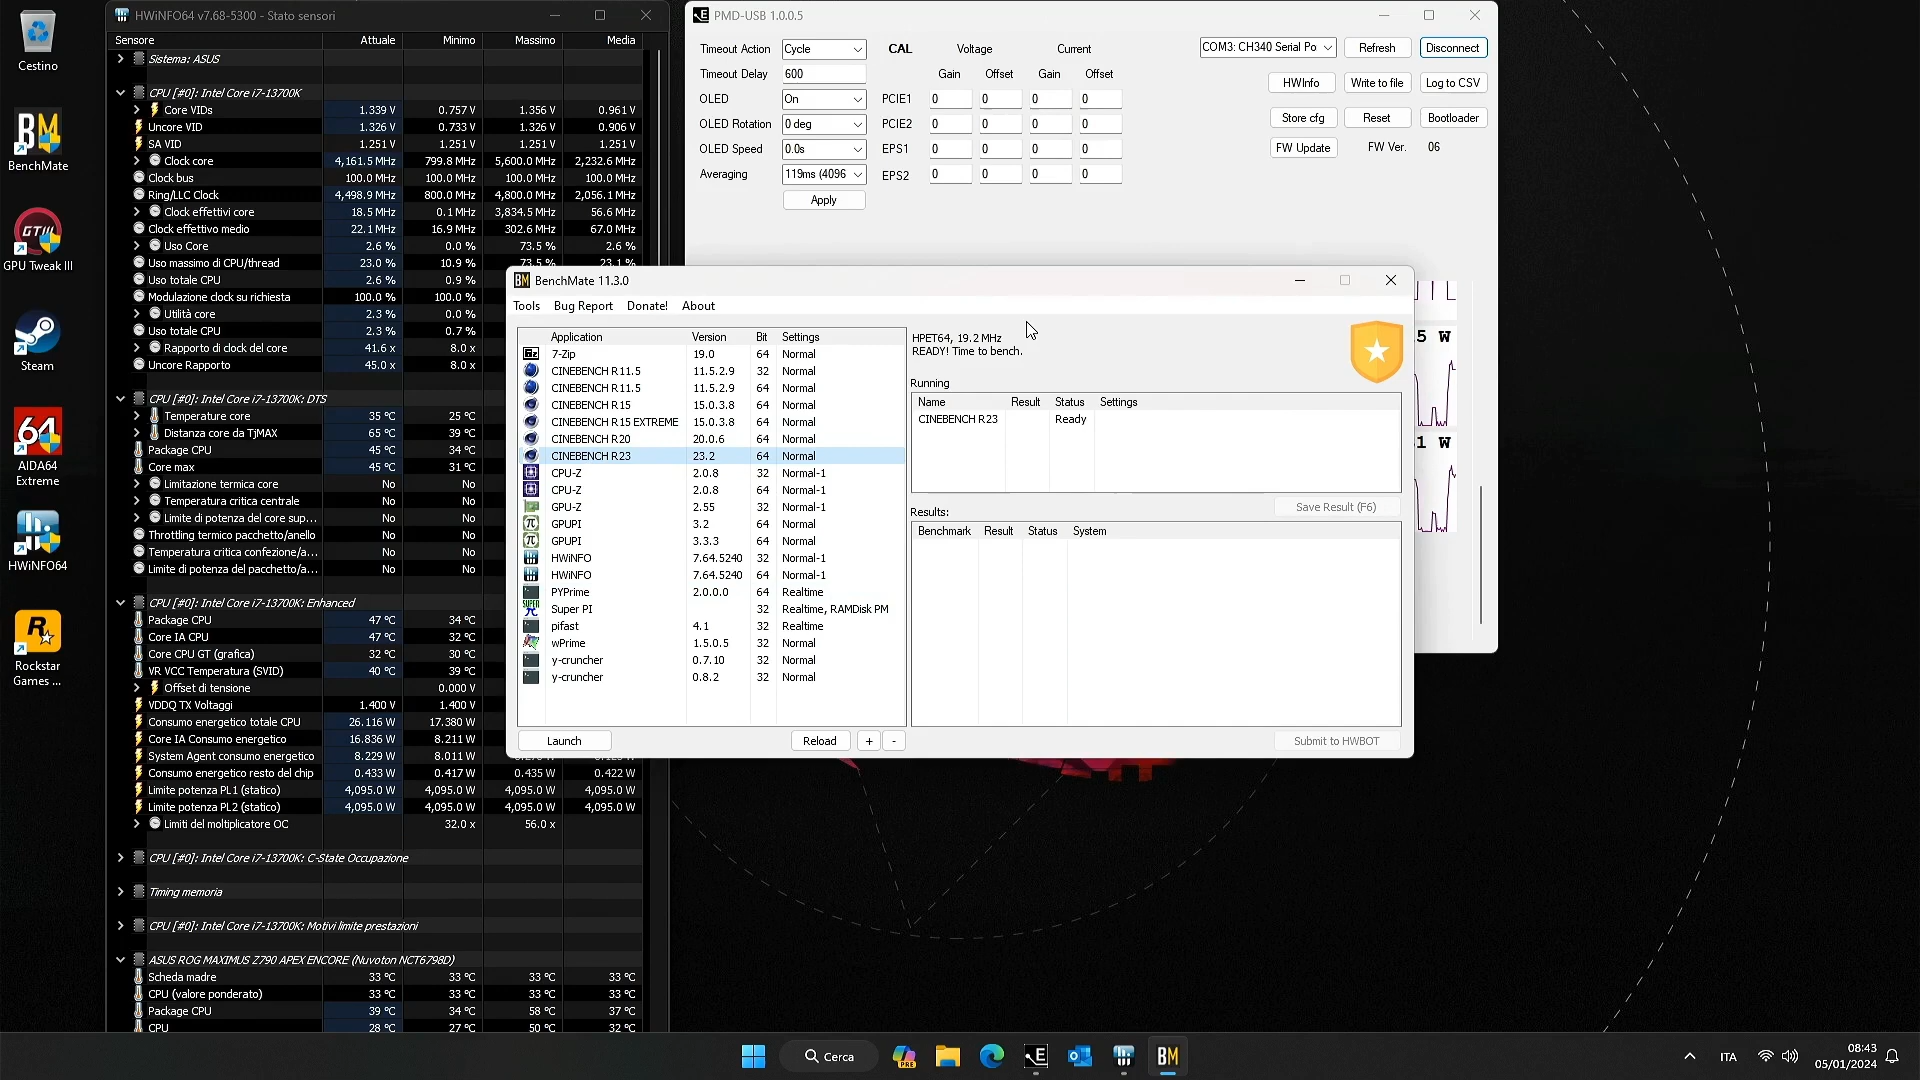 Cestino
BenchMate
GPU Tweak III
Steam
AIDA64
Extreme
HWiNFO64
Rockstar
Games ...
HWiNFO64 v7.68-5300 - Stato sensori
Sensore Attuale Minimo Massimo Media
Sistema: ASUS
CPU [#0]: Intel Core i7-13700K
Core VIDs 1.339 V 0.757 V 1.356 V 0.961 V
Uncore VID 1.326 V 0.733 V 1.326 V 0.906 V
SA VID 1.251 V 1.251 V 1.251 V 1.251 V
Clock core 4,161.5 MHz 799.8 MHz 5,600.0 MHz 2,232.6 MHz
Clock bus 100.0 MHz 100.0 MHz 100.0 MHz 100.0 MHz
Ring/LLC Clock 4,498.9 MHz 800.0 MHz 4,800.0 MHz 2,056.1 MHz
Clock effettivi core 18.5 MHz 0.1 MHz 3,834.5 MHz 56.6 MHz
Clock effettivo medio 22.1 MHz 16.9 MHz 302.6 MHz 67.0 MHz
Uso Core 2.6 % 0.0 % 73.5 % 2.6 %
Uso massimo di CPU/thread 23.0 % 10.9 % 73.5 % 23.1 %
Uso totale CPU 2.6 % 0.9 %
Modulazione clock su richiesta 100.0 % 100.0 %
Utilità core 2.3 % 0.0 %
Uso totale CPU 2.3 % 0.7 %
Rapporto di clock del core 41.6 x 8.0 x
Uncore Rapporto 45.0 x 8.0 x
CPU [#0]: Intel Core i7-13700K: DTS
Temperature core 35 °C 25 °C
Distanza core da TjMAX 65 °C 39 °C
Package CPU 45 °C 34 °C
Core max 45 °C 31 °C
Limitazione termica core No No
Temperatura critica centrale No No
Limite di potenza del core sup... No No
Throttling termico pacchetto/anello No No
Temperatura critica confezione/a... No No
Limite di potenza del pacchetto/a... No No
CPU [#0]: Intel Core i7-13700K: Enhanced
Package CPU 47 °C 34 °C
Core IA CPU 47 °C 32 °C
Core CPU GT (grafica) 32 °C 30 °C
VR VCC Temperatura (SVID) 40 °C 39 °C
Offset di tensione 0.000 V
VDDQ TX Voltaggi 1.400 V 1.400 V
Consumo energetico totale CPU 26.116 W 17.380 W
Core IA Consumo energetico 16.836 W 8.211 W
System Agent consumo energetico 8.229 W 8.011 W
Consumo energetico resto del chip 0.433 W 0.417 W 0.435 W 0.422 W
Limite potenza PL1 (statico) 4,095.0 W 4,095.0 W 4,095.0 W 4,095.0 W
Limite potenza PL2 (statico) 4,095.0 W 4,095.0 W 4,095.0 W 4,095.0 W
Limiti del moltiplicatore OC 32.0 x 56.0 x
CPU [#0]: Intel Core i7-13700K: C-State Occupazione
Timing memoria
CPU [#0]: Intel Core i7-13700K: Motivi limite prestazioni
ASUS ROG MAXIMUS Z790 APEX ENCORE (Nuvoton NCT6798D)
Scheda madre 33 °C 33 °C 33 °C 33 °C
CPU (valore ponderato) 33 °C 33 °C 33 °C 33 °C
Package CPU 39 °C 34 °C 58 °C 37 °C
CPU 28 °C 27 °C 50 °C 32 °C
PMD-USB 1.0.0.5
Timeout Action Cycle CAL Voltage Current COM3: CH340 Serial Po Refresh Disconnect
Timeout Delay 600 Gain Offset Gain Offset HWInfo Write to file Log to CSV
OLED On PCIE1 0 0 0 0
OLED Rotation 0 deg PCIE2 0 0 0 0 Store cfg Reset Bootloader
OLED Speed 0.0s EPS1 0 0 0 0 FW Update FW Ver. 06
Averaging 119ms (4096 EPS2 0 0 0 0
Apply
5 W
1 W
BenchMate 11.3.0
Tools Bug Report Donate! About
Application Version Bit Settings
7-Zip 19.0 64 Normal
CINEBENCH R11.5 11.5.2.9 32 Normal
CINEBENCH R11.5 11.5.2.9 64 Normal
CINEBENCH R15 15.0.3.8 64 Normal
CINEBENCH R15 EXTREME 15.0.3.8 64 Normal
CINEBENCH R20 20.0.6 64 Normal
CINEBENCH R23 23.2 64 Normal
CPU-Z 2.0.8 32 Normal-1
CPU-Z 2.0.8 64 Normal-1
GPU-Z 2.55 32 Normal-1
GPUPI 3.2 64 Normal
GPUPI 3.3.3 64 Normal
HWiNFO 7.64.5240 32 Normal-1
HWiNFO 7.64.5240 64 Normal-1
PYPrime 2.0.0.0 64 Realtime
Super PI 32 Realtime, RAMDisk PM
pifast 4.1 32 Realtime
wPrime 1.5.0.5 32 Normal
y-cruncher 0.7.10 32 Normal
y-cruncher 0.8.2 32 Normal
Launch Reload + -
HPET64, 19.2 MHz
READY! Time to bench.
Running
Name Result Status Settings
CINEBENCH R23 Ready
Save Result (F6)
Results:
Benchmark Result Status System
Submit to HWBOT
Cerca
ITA
08:43
05/01/2024